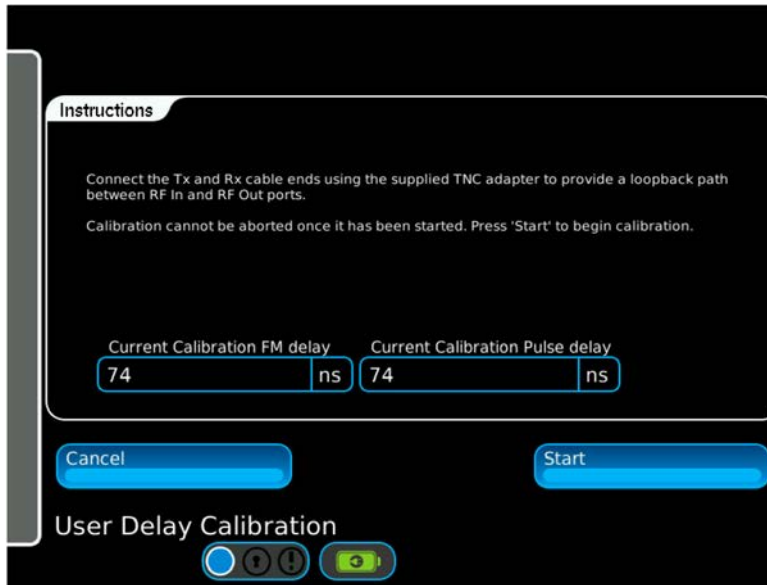 Instructions
Connect the Tx and Rx cable ends using the supplied TNC adapter to provide a loopback path
between RF In and RF Out ports.
Calibration cannot be aborted once it has been started. Press 'Start' to begin calibration.
Current Calibration FM delay
Current Calibration Pulse delay
74 ns
74 ns
Cancel
Start
User Delay Calibration